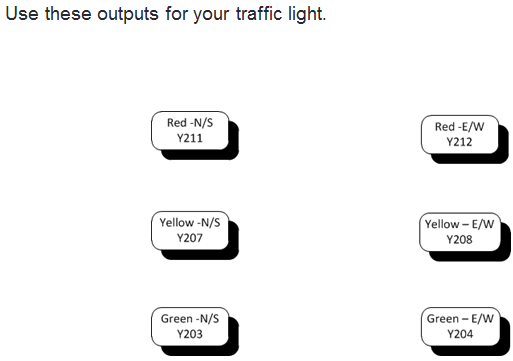 Use these outputs for your traffic light.
Red -N/S
Y211
Red -E/W
Y212
Yellow -N/S
Y207
Yellow – E/W
Y208
Green -N/S
Y203
Green – E/W
Y204